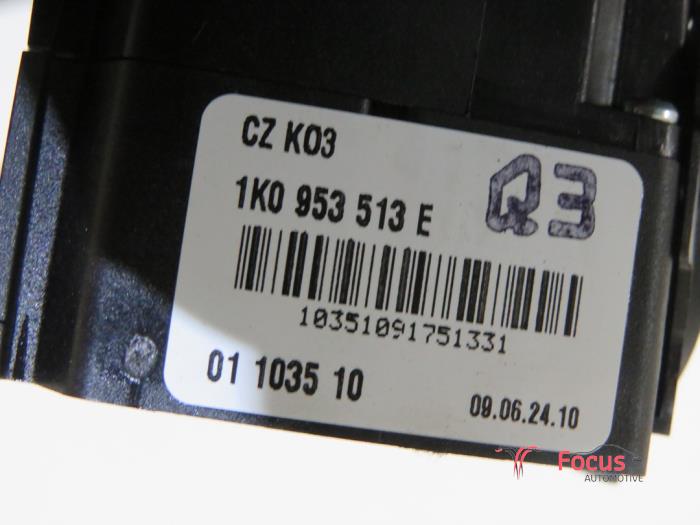 CZ K03
1K0 953 513 E
Q3
10351091751331
01 1035 10
09.06.24.10
Focus
AUTOMOTIVE